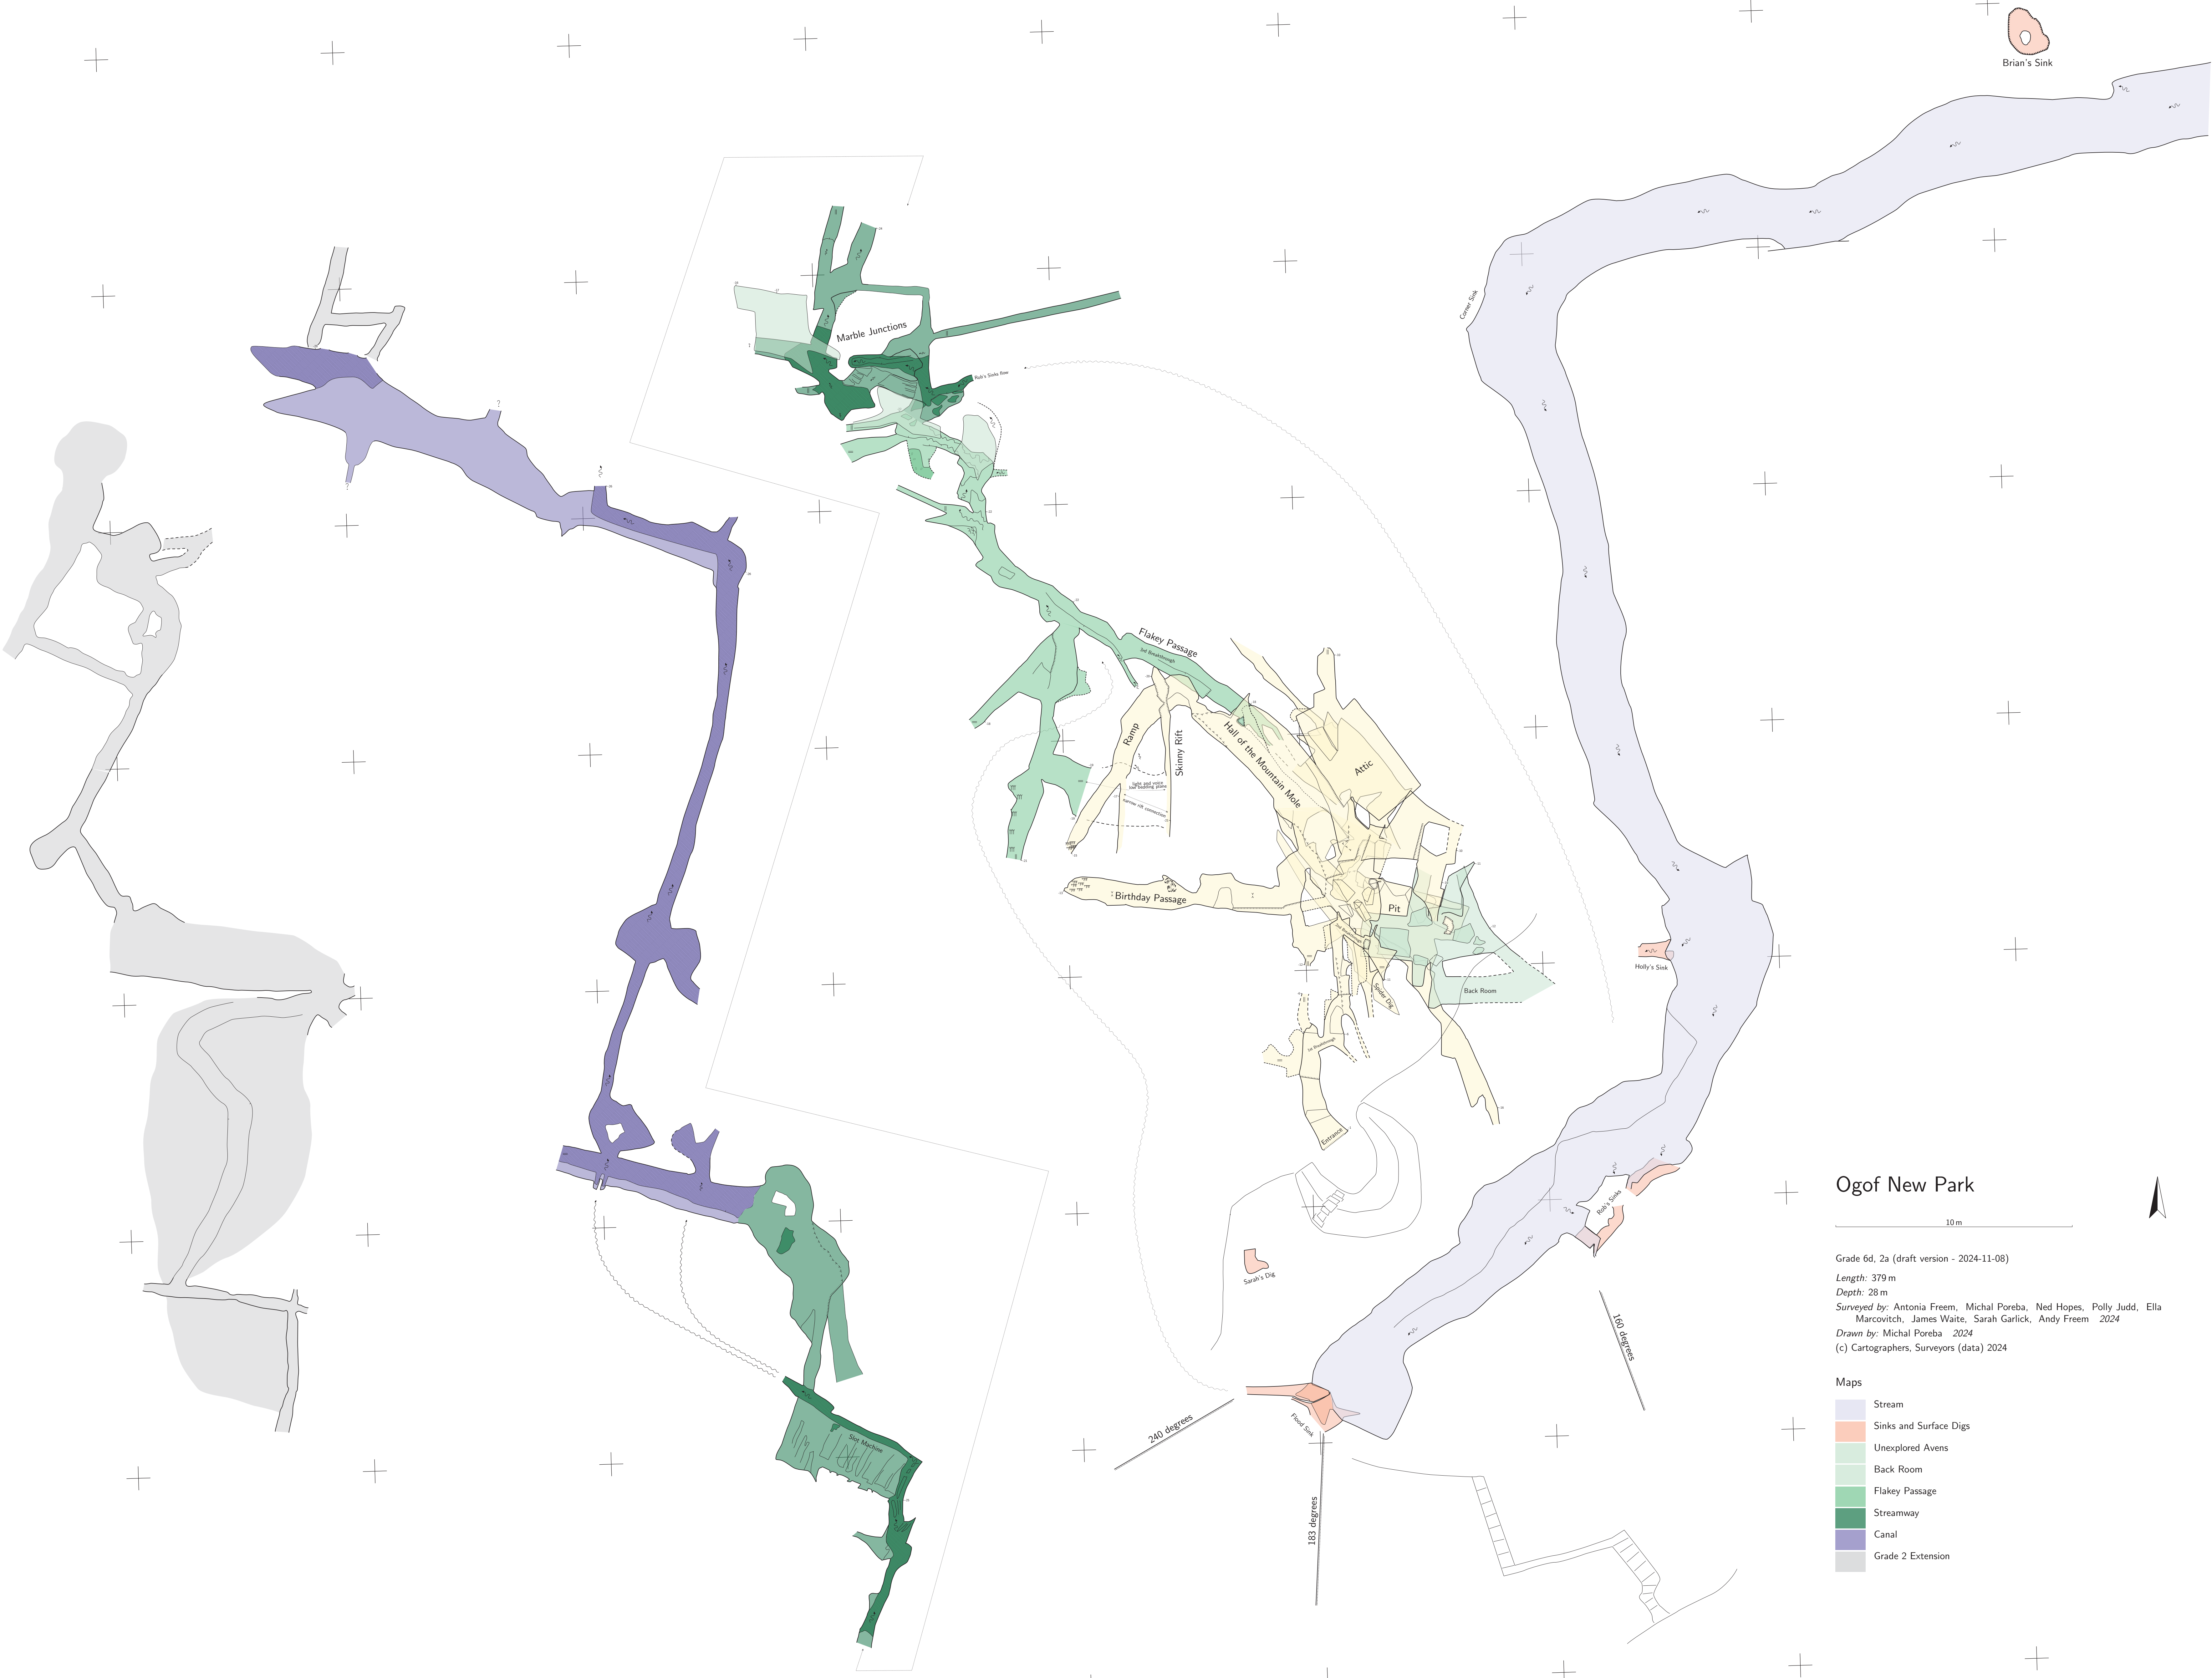 Brian's Sink
Corner Sink
Marble Junctions
Rob's Sinks flow
?
?
Flakey Passage
3rd Breakthrough
Ramp
Skinny Rift
Hall of the Mountain Mole
Attic
light and voice
low bedding plane
narrow rift connection
Birthday Passage
Pit
2nd Breakthrough
Spider Dig
Back Room
Holly's Sink
1st Breakthrough
Entrance
Rob's Sinks
Sarah's Dig
Flood Sink
240 degrees
183 degrees
160 degrees
Slot Machine
Ogof New Park
10 m
Grade 6d, 2a (draft version - 2024-11-08)
Length: 379 m
Depth: 28 m
Surveyed by: Antonia Freem, Michal Poreba, Ned Hopes, Polly Judd, Ella
Marcovitch, James Waite, Sarah Garlick, Andy Freem 2024
Drawn by: Michal Poreba 2024
(c) Cartographers, Surveyors (data) 2024
Maps
Stream
Sinks and Surface Digs
Unexplored Avens
Back Room
Flakey Passage
Streamway
Canal
Grade 2 Extension